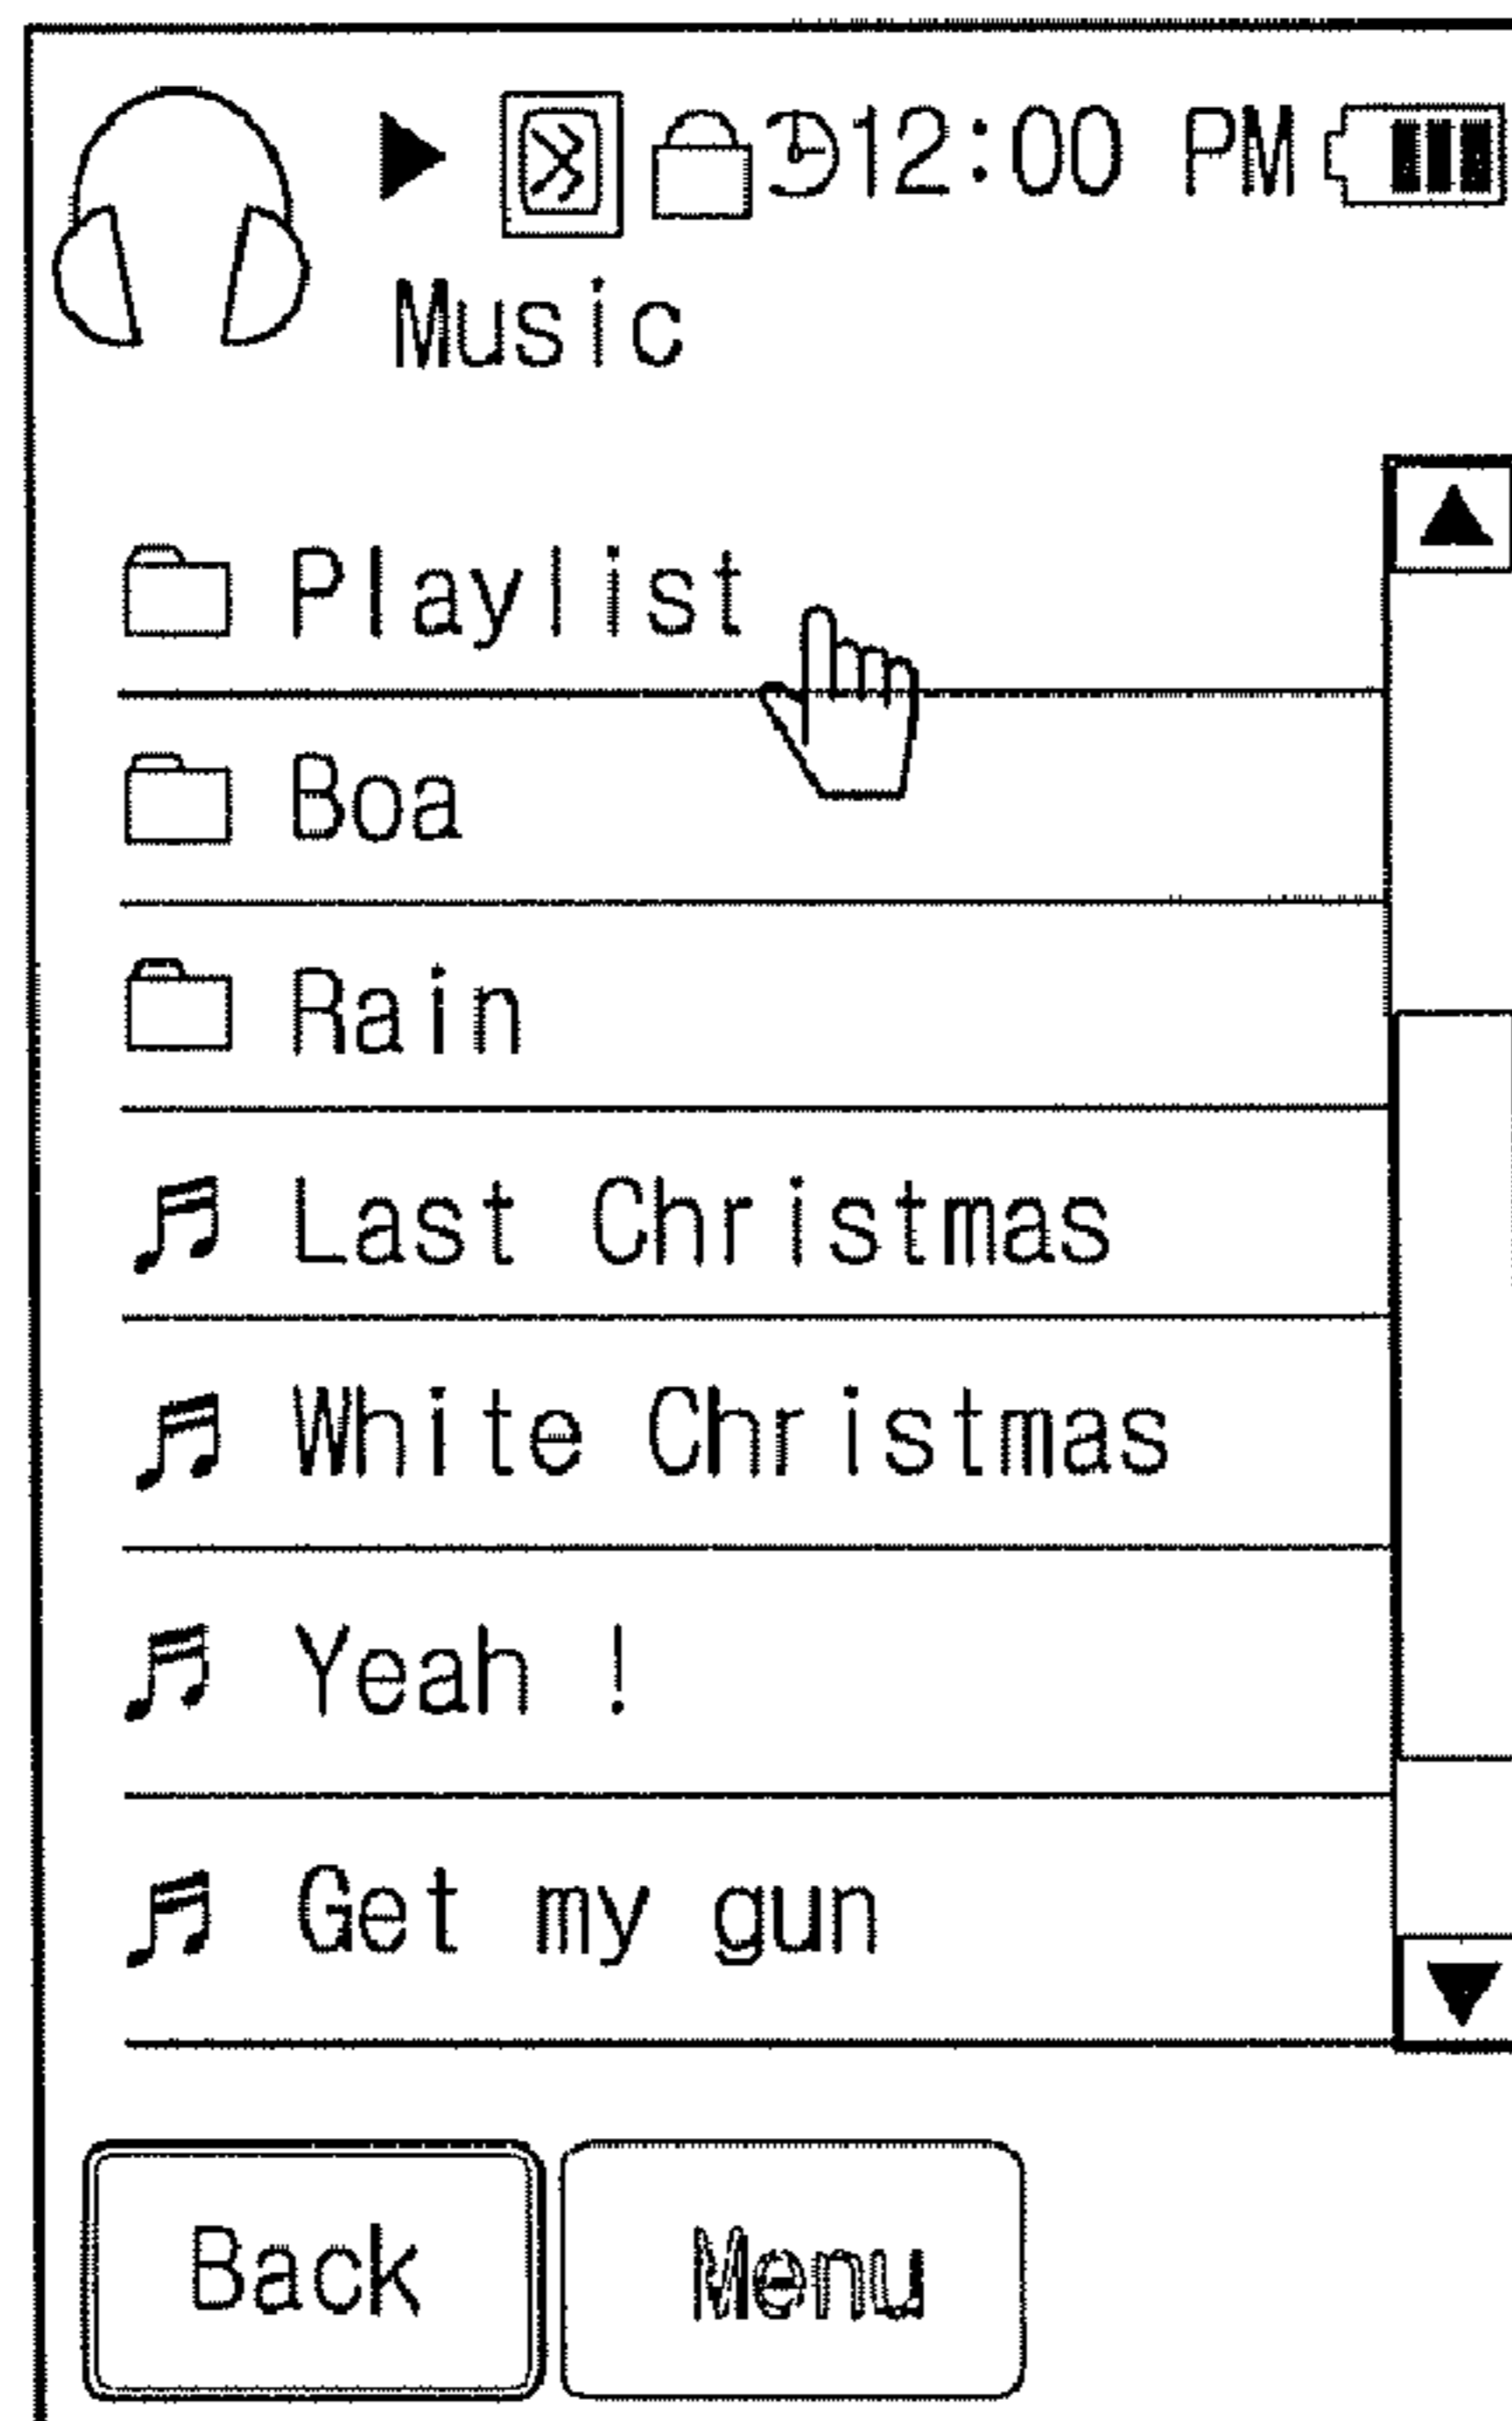 12:00 PM
Music
Playlist
Boa
Rain
Last Christmas
White Christmas
Yeah !
Get my gun
Back
Menu